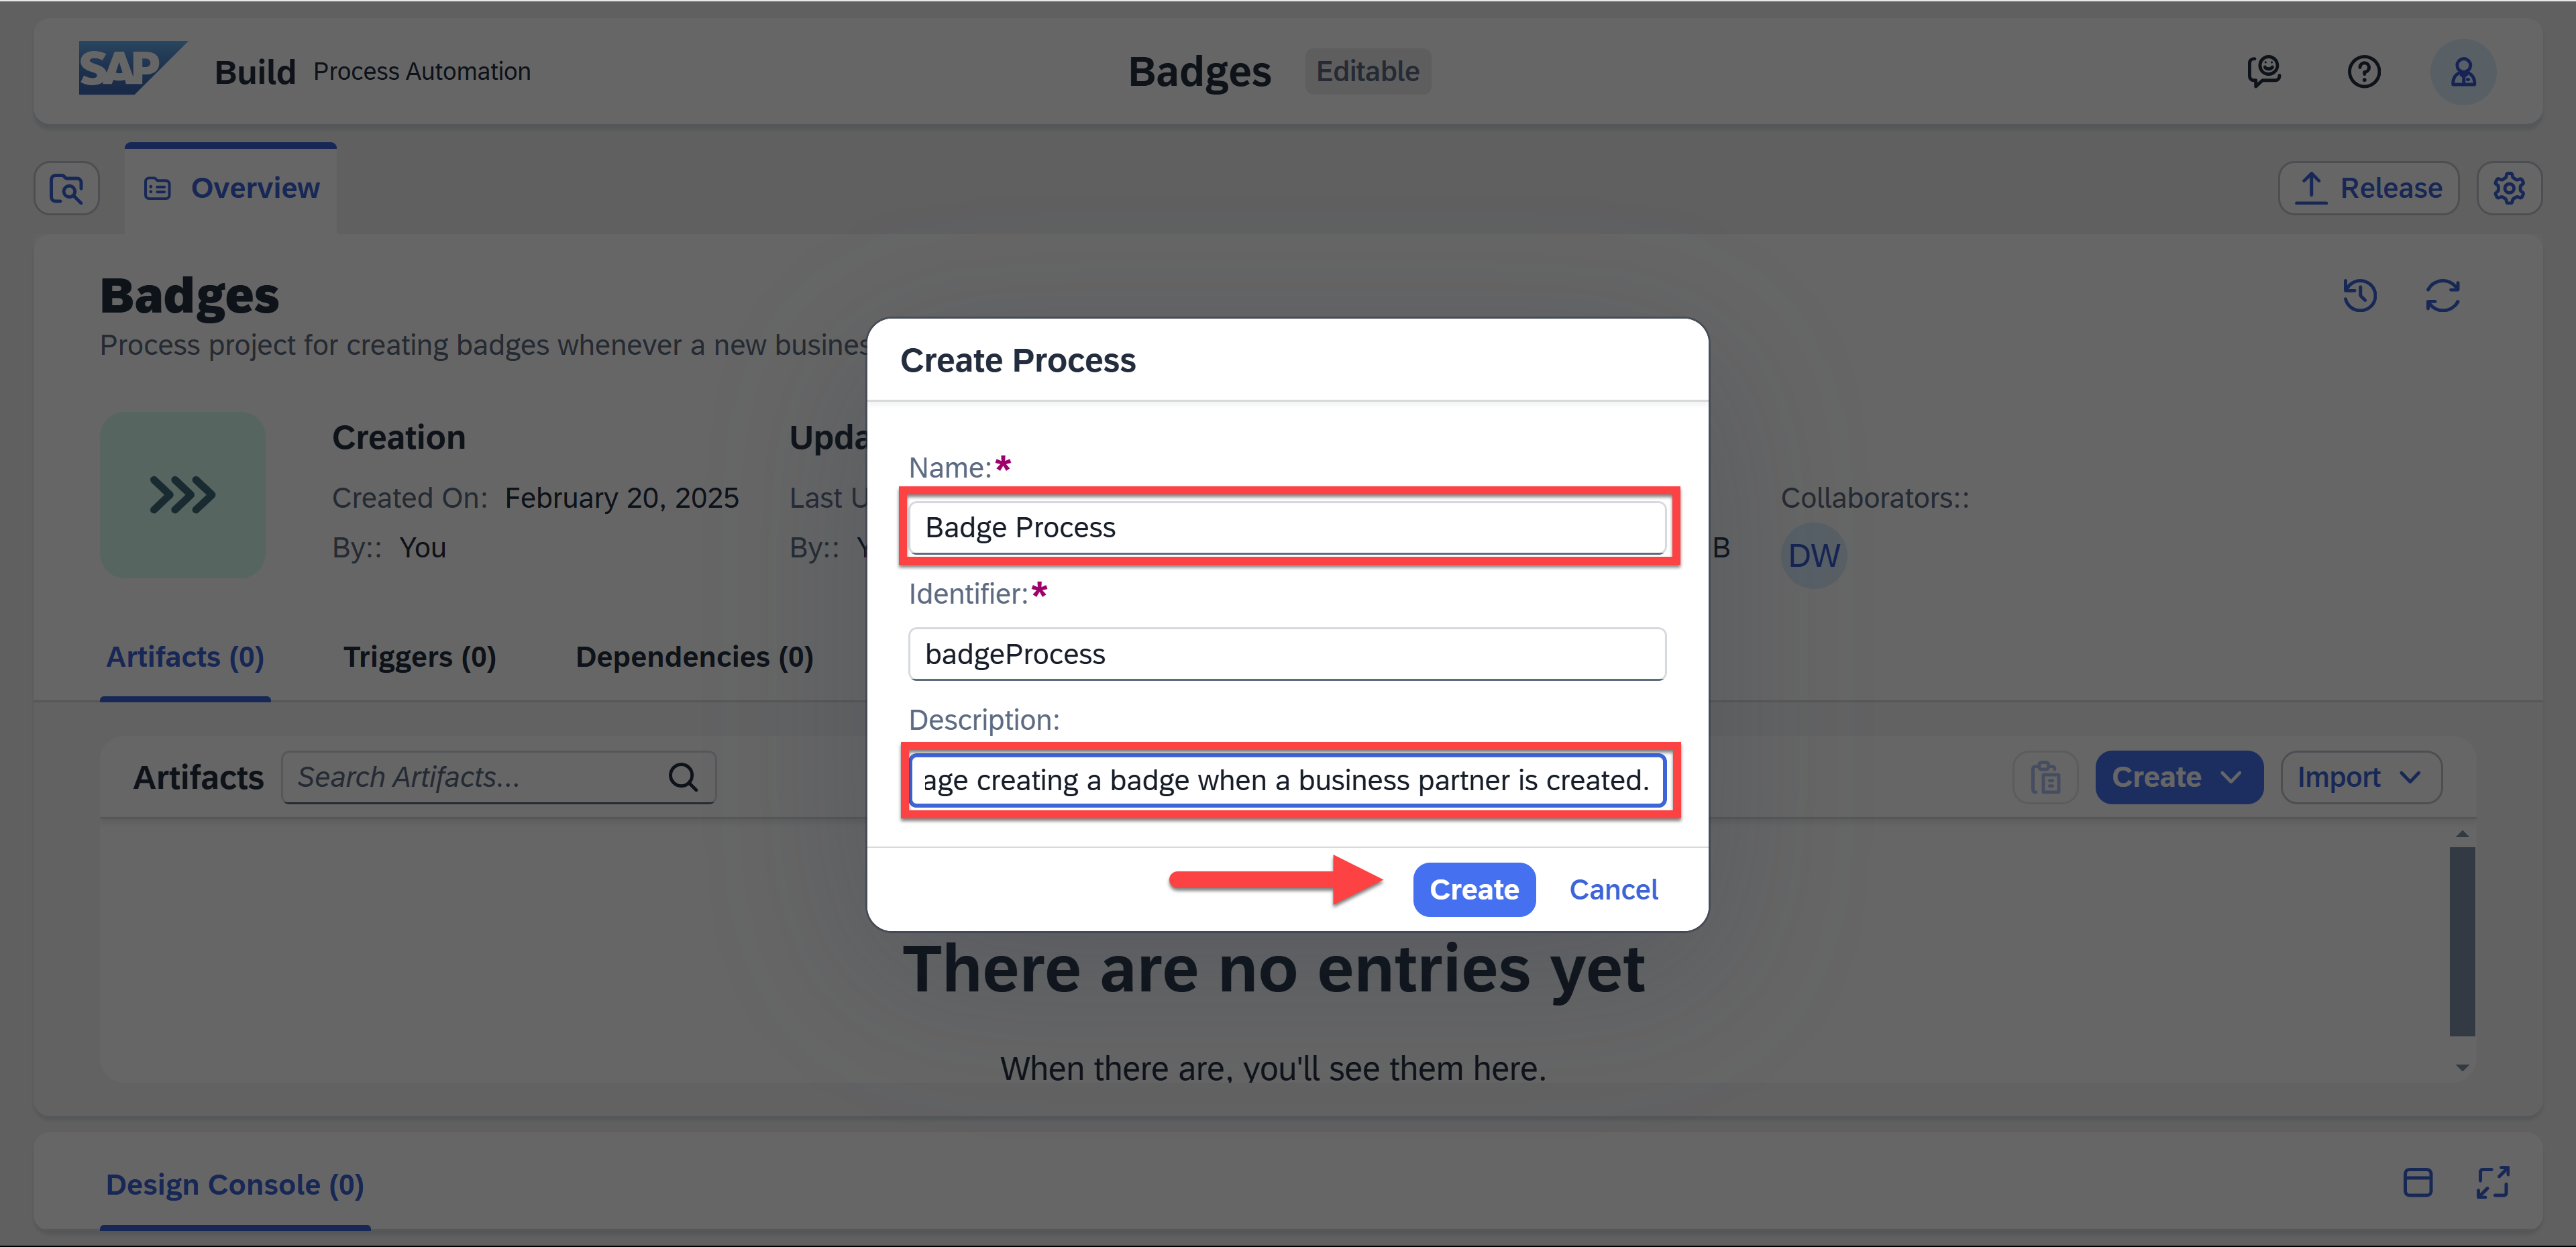 SAP Build Process Automation
Badges Editable
Overview
Release
Badges
Process project for creating badges whenever a new
Creation
Created On: February 20, 2025
By:: You
Last
By::
B
Collaborators::
DW
Artifacts (0) Triggers (0) Dependencies (0)
Artifacts Search Artifacts...
Create Import
Create Process
Name:*
Badge Process
Identifier:*
badgeProcess
Description:
creating a badge when a business partner is created.
Create Cancel
There are no entries yet
When there are, you'll see them here.
Design Console (0)